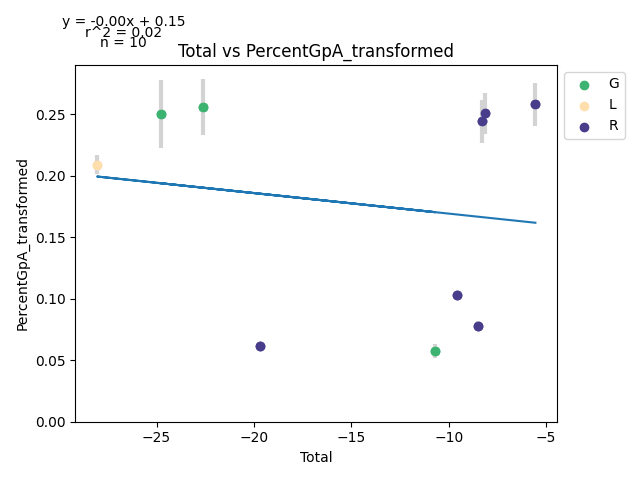 y = -0.00x + 0.15
r^2 = 0.02
n = 10
Total vs PercentGpA_transformed
G
L
R
PercentGpA_transformed
0.25
0.20
0.15
0.10
0.05
0.00
−25
−20
−15
−10
−5
Total